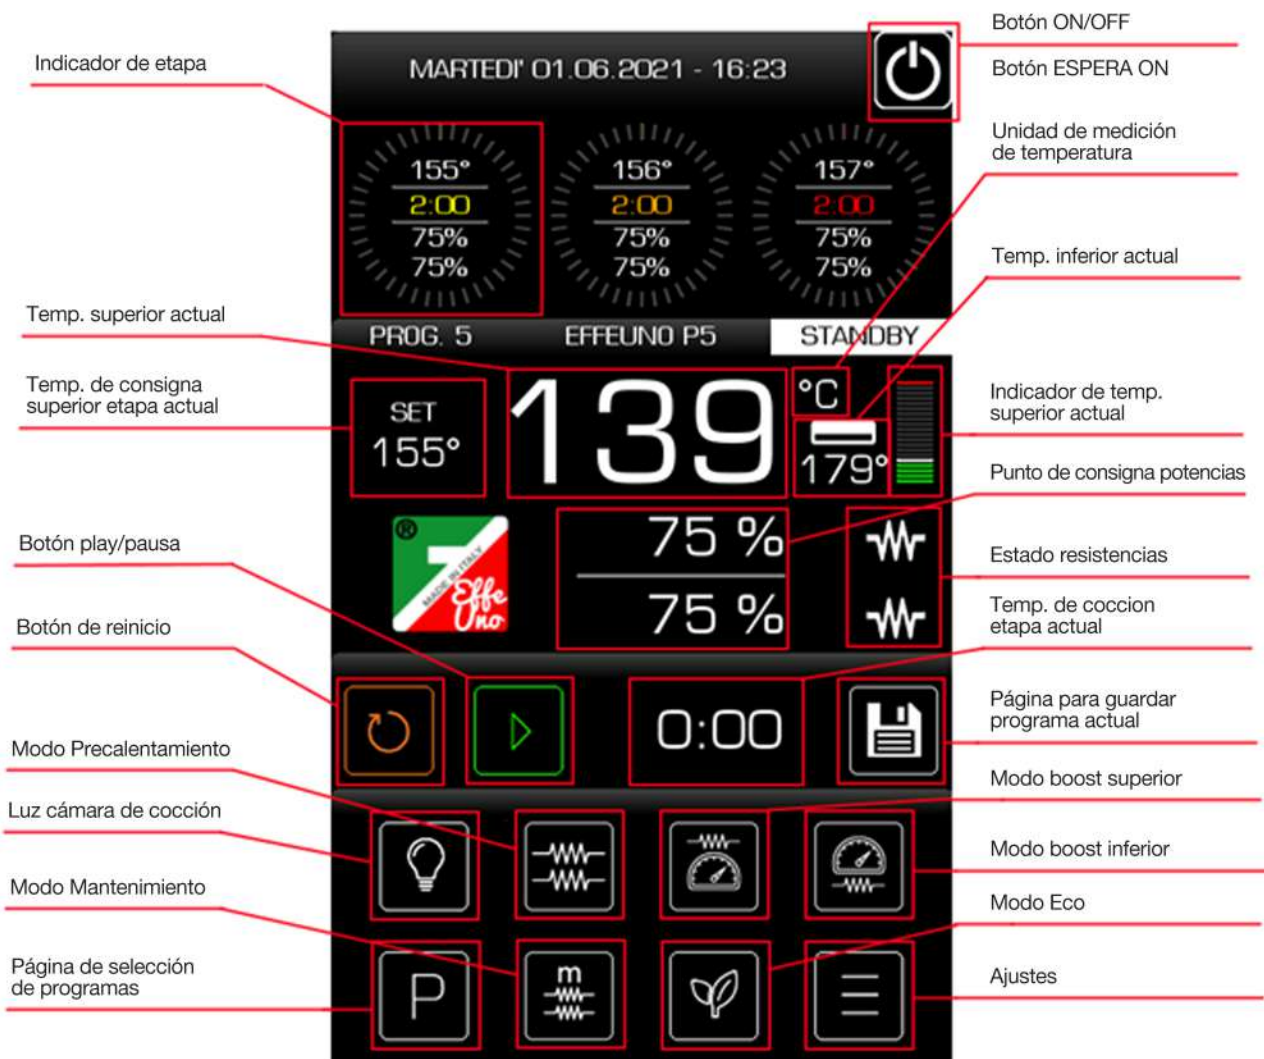 Botón ON/OFF
Botón ESPERA ON
Indicador de etapa
MARTEDI' 01.06.2021 - 16:23
Unidad de medición
de temperatura
155°
2:00
75%
75%
156°
2:00
75%
75%
157°
2:00
75%
75%
Temp. inferior actual
Temp. superior actual
PROG. 5
EFFEUNO P5
STANDBY
Temp. de consigna
superior etapa actual
SET
155°
139
°C
179°
Indicador de temp.
superior actual
Punto de consigna potencias
75 %
75 %
Botón play/pausa
®
MADE IN ITALY
Effe
Uno
Estado resistencias
Temp. de coccion
etapa actual
Botón de reinicio
0:00
Página para guardar
programa actual
Modo Precalentamiento
Modo boost superior
Luz cámara de cocción
Modo boost inferior
Modo Mantenimiento
Modo Eco
Página de selección
de programas
P
m
Ajustes